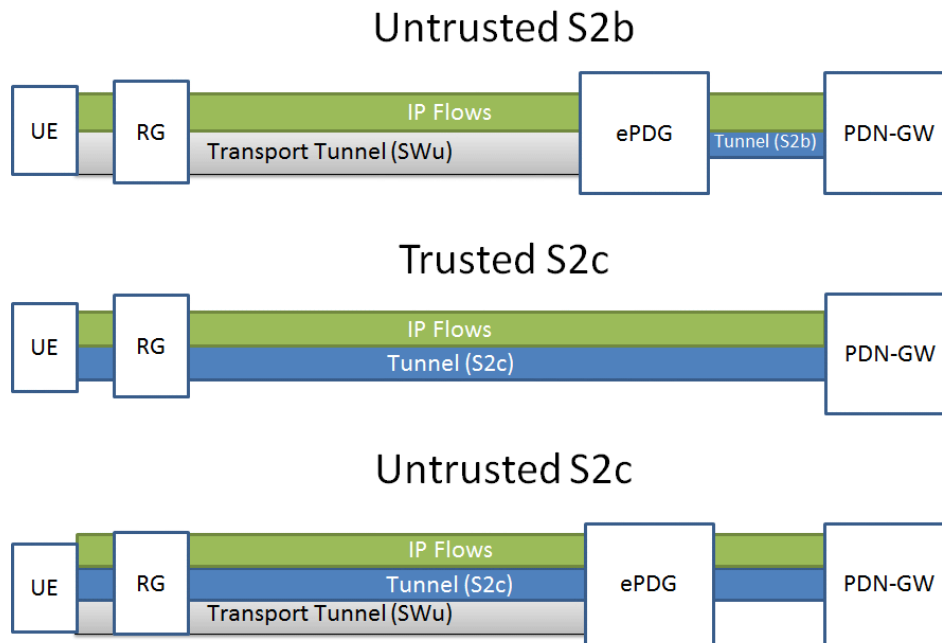 Untrusted S2b
UE
RG
IP Flows
Transport Tunnel (SWu)
ePDG
Tunnel (S2b)
PDN-GW
Trusted S2c
UE
RG
IP Flows
Tunnel (S2c)
PDN-GW
Untrusted S2c
UE
RG
IP Flows
Tunnel (S2c)
Transport Tunnel (SWu)
ePDG
PDN-GW